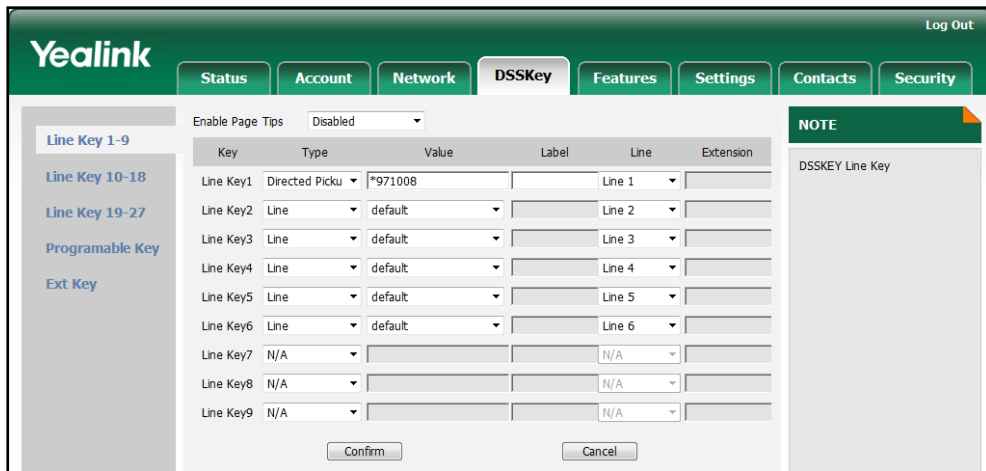 Log Out
Yealink
Status Account Network DSSKey Features Settings Contacts Security
Line Key 1-9
Line Key 10-18
Line Key 19-27
Programable Key
Ext Key
Enable Page Tips Disabled
Key Type Value Label Line Extension
Line Key1 Directed Picku *971008 Line 1
Line Key2 Line default Line 2
Line Key3 Line default Line 3
Line Key4 Line default Line 4
Line Key5 Line default Line 5
Line Key6 Line default Line 6
Line Key7 N/A N/A
Line Key8 N/A N/A
Line Key9 N/A N/A
Confirm Cancel
NOTE
DSSKEY Line Key